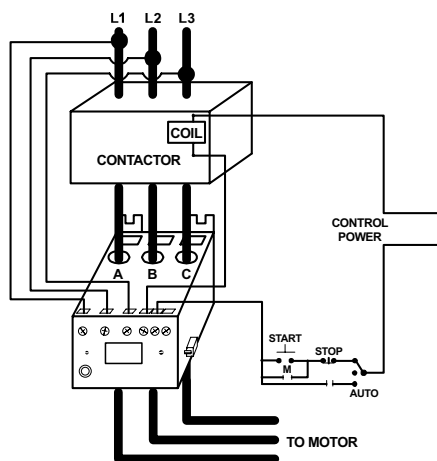 L1 L2 L3
COIL
CONTACTOR
CONTROL
POWER
A B C
START
STOP
M
AUTO
TO MOTOR